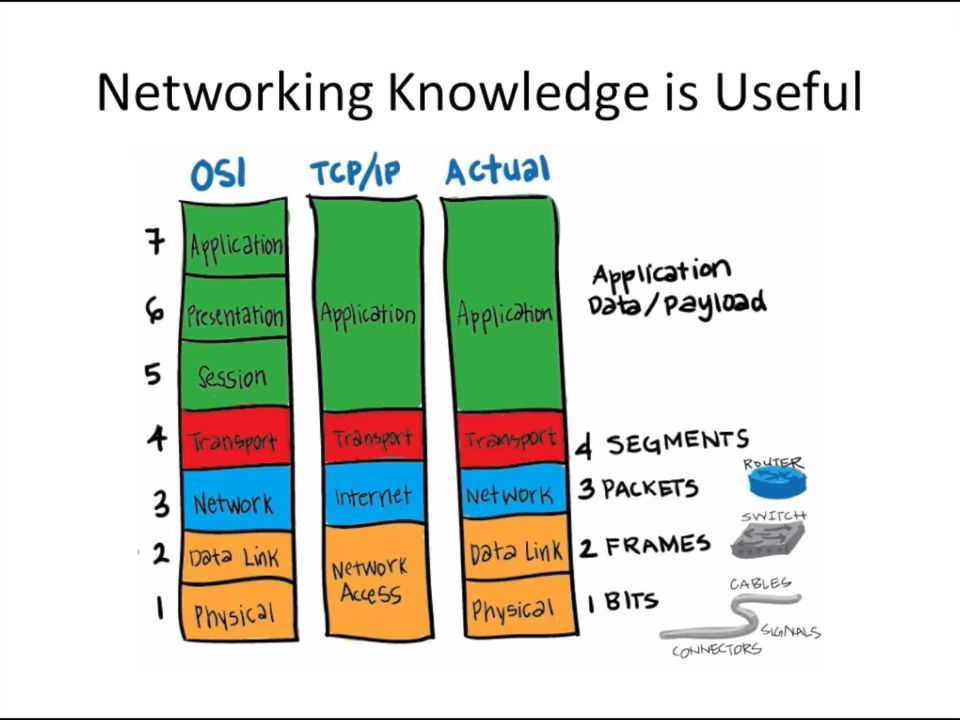 Networking Knowledge is Useful
OSI TCP/IP Actual
7 Application
6 Presentation
5 Session
4 Transport
3 Network
2 Data Link
1 Physical
Application
Transport
Internet
Network
Access
Application
Transport
Network
Data Link
Physical
Application
Data/Payload
4 SEGMENTS
3 PACKETS
2 FRAMES
1 BITS
ROUTER
SWITCH
CABLES
SIGNALS
CONNECTORS